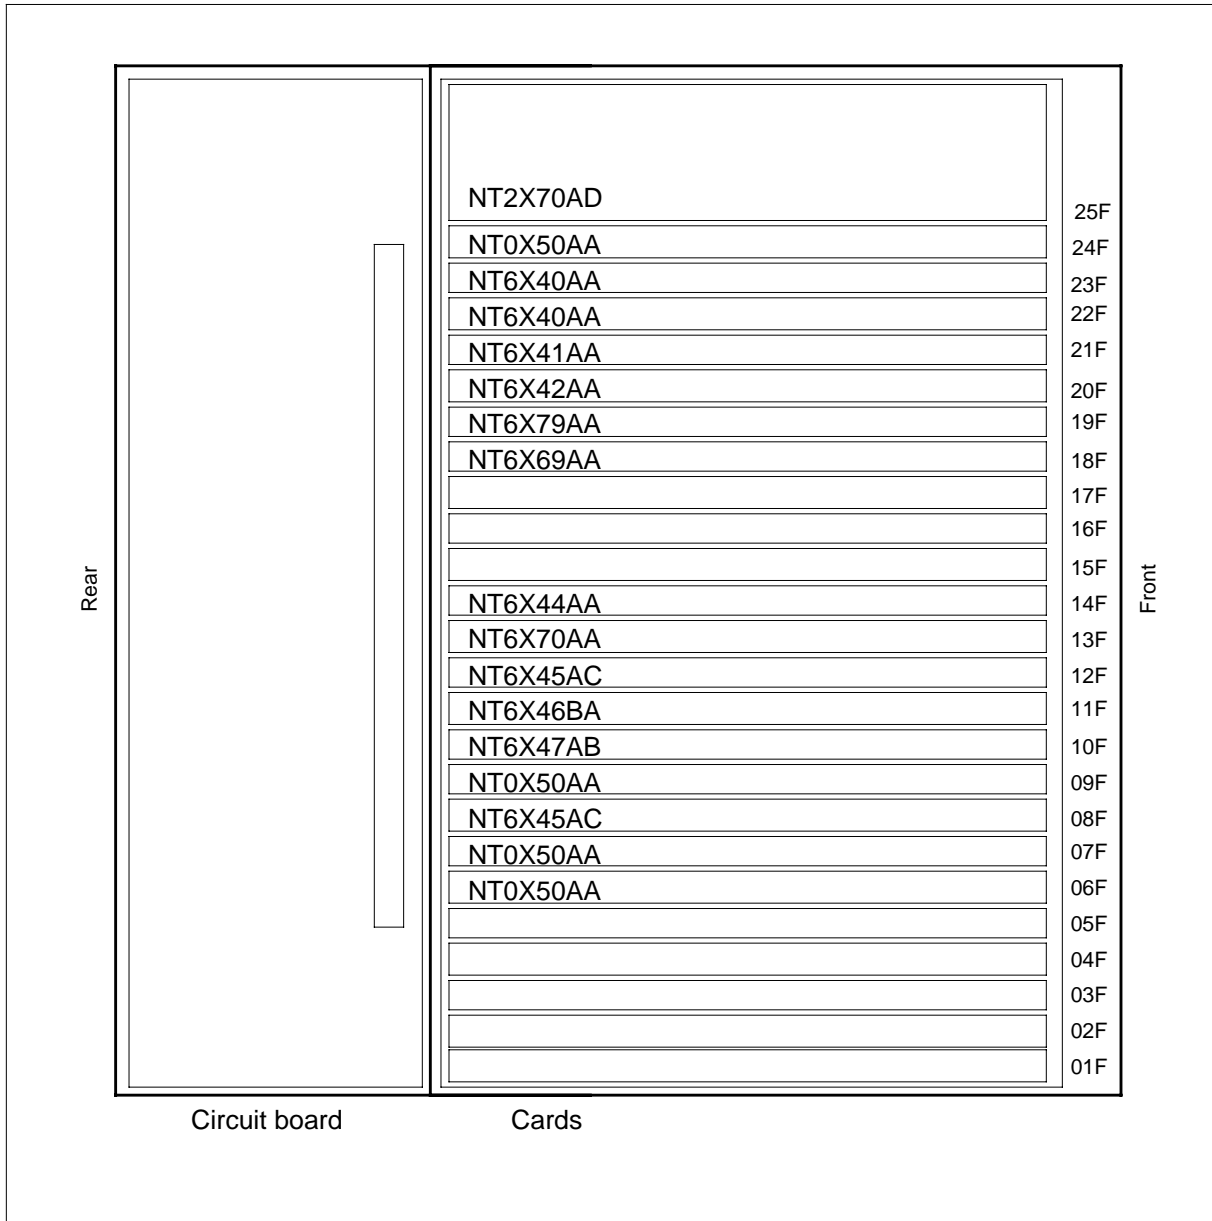 NT2X70AD 25F
NT0X50AA 24F
NT6X40AA 23F
NT6X40AA 22F
NT6X41AA 21F
NT6X42AA 20F
NT6X79AA 19F
NT6X69AA 18F
17F
16F
15F
Rear
Front
NT6X44AA 14F
NT6X70AA 13F
NT6X45AC 12F
NT6X46BA 11F
NT6X47AB 10F
NT0X50AA 09F
NT6X45AC 08F
NT0X50AA 07F
NT0X50AA 06F
05F
04F
03F
02F
01F
Circuit board Cards